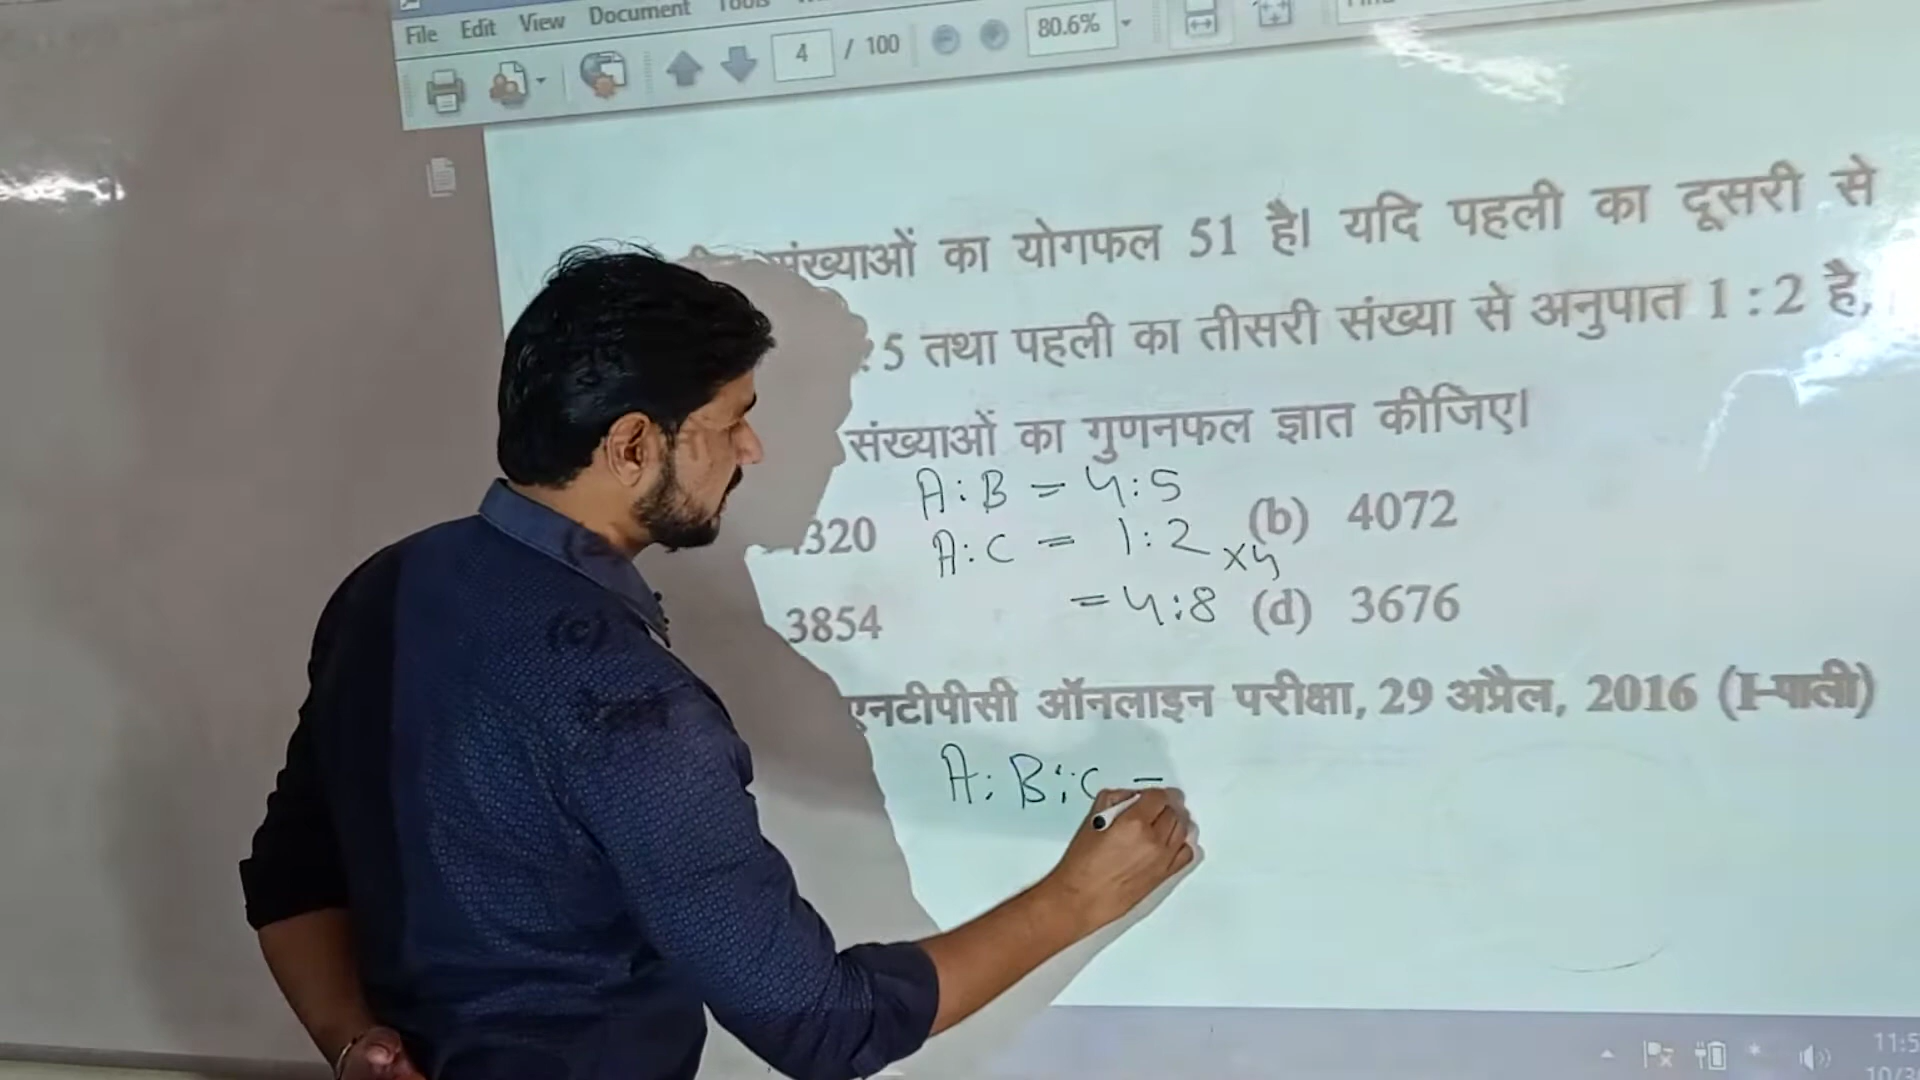 File Edit View Document Tools
4 / 100 80.6%
संख्याओं का योगफल 51 है। यदि पहली का दूसरी से
: 5 तथा पहली का तीसरी संख्या से अनुपात 1 : 2 है,
संख्याओं का गुणनफल ज्ञात कीजिए।
A:B = 4:5
320 (b) 4072
A:C = 1:2 ×4
= 4:8
(c) 3854 (d) 3676
एनटीपीसी ऑनलाइन परीक्षा, 29 अप्रैल, 2016 (I-पाली)
A:B:C =